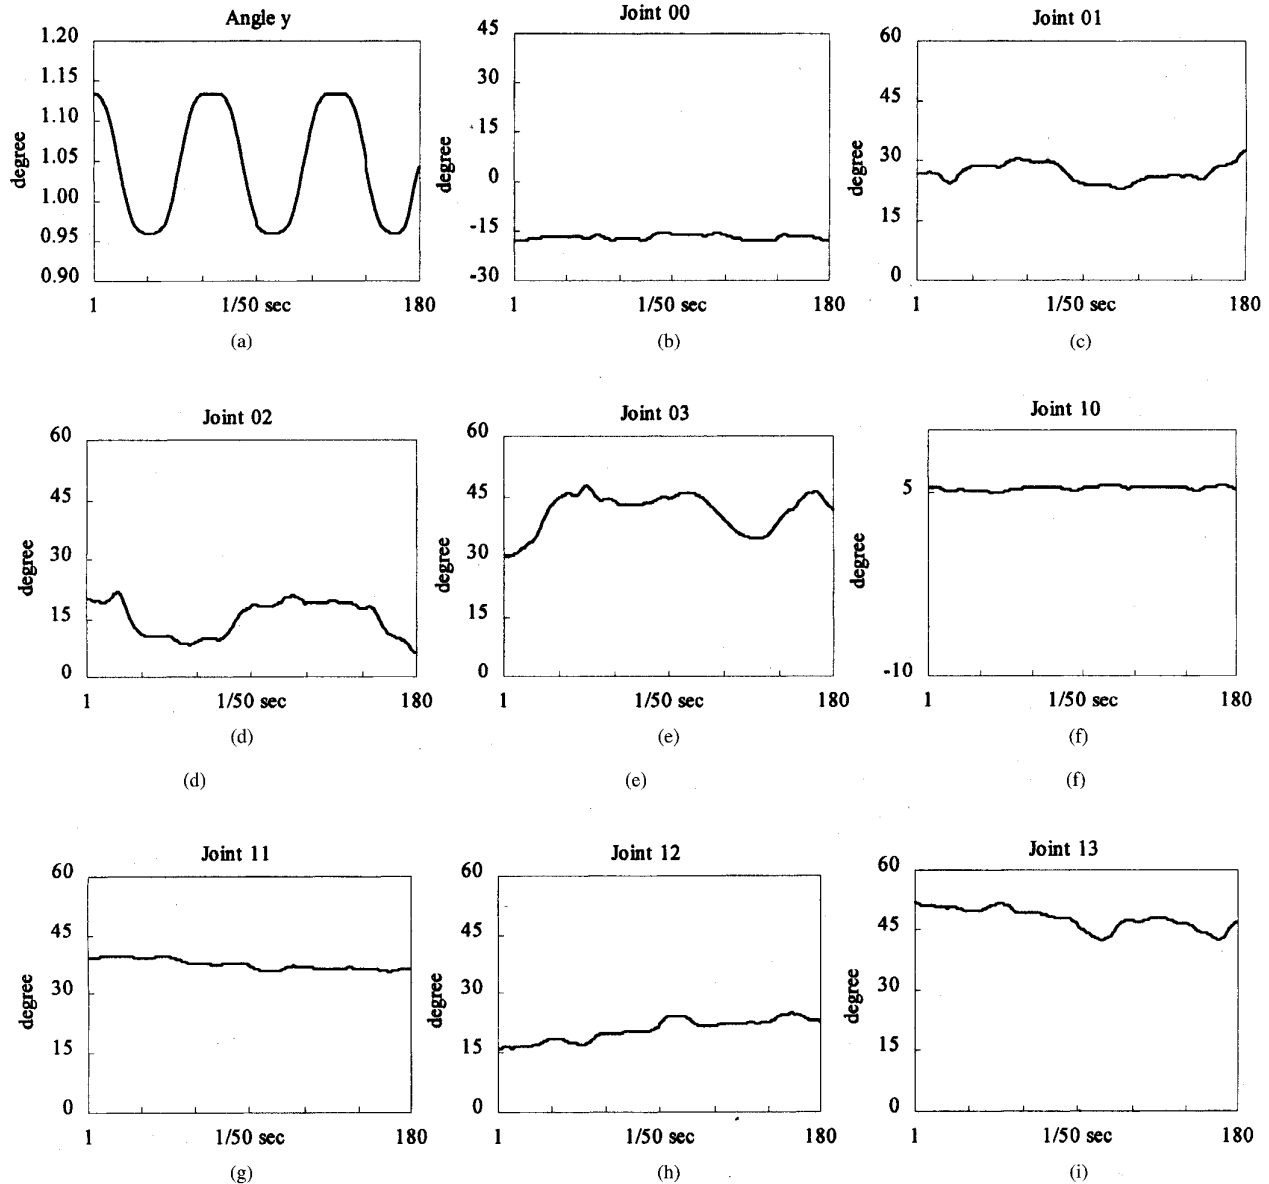 Angle y
1.20
1.15
1.10
1.05
1.00
0.95
0.90
degree
1 1/50 sec 180
(a)
Joint 00
45
30
15
0
-15
-30
degree
1 1/50 sec 180
(b)
Joint 01
60
45
30
15
0
degree
1 1/50 sec 180
(c)
Joint 02
60
45
30
15
0
degree
1 1/50 sec 180
(d)
(d)
Joint 03
60
45
30
15
0
degree
1 1/50 sec 180
(e)
(e)
Joint 10
5
-10
degree
1 1/50 sec 180
(f)
(f)
Joint 11
60
45
30
15
0
degree
1 1/50 sec 180
(g)
Joint 12
60
45
30
15
0
degree
1 1/50 sec 180
(h)
Joint 13
60
45
30
15
0
degree
1 1/50 sec 180
(i)